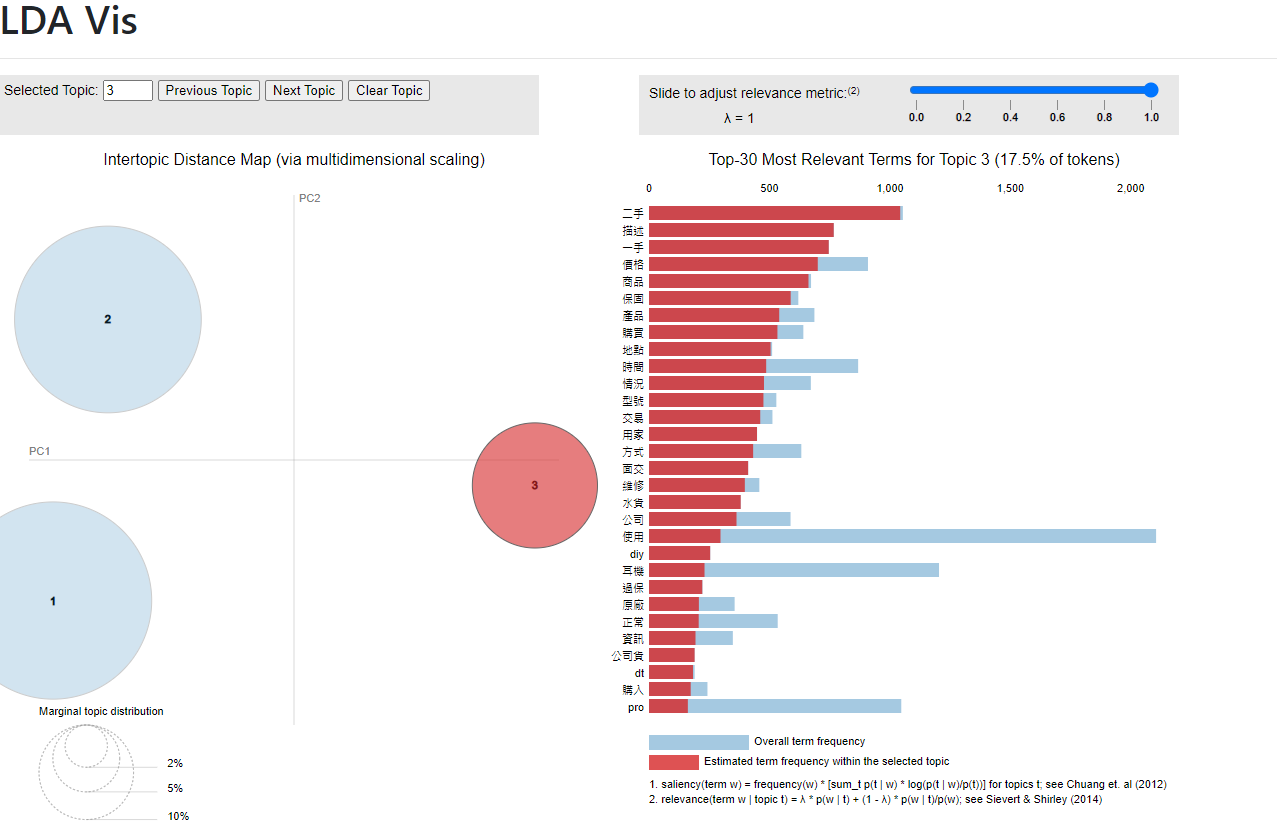 LDA Vis
Selected Topic: 3 Previous Topic Next Topic Clear Topic
Slide to adjust relevance metric:(2)
λ = 1
0.0 0.2 0.4 0.6 0.8 1.0
Intertopic Distance Map (via multidimensional scaling)
PC2
PC1
2
3
1
Marginal topic distribution
2%
5%
10%
Top-30 Most Relevant Terms for Topic 3 (17.5% of tokens)
0 500 1,000 1,500 2,000
二手
描述
一手
價格
商品
保固
產品
購買
地點
時間
情況
型號
交易
用家
方式
面交
維修
水貨
公司
使用
diy
耳機
過保
原廠
正常
資訊
公司貨
dt
購入
pro
Overall term frequency
Estimated term frequency within the selected topic
1. saliency(term w) = frequency(w) * [sum_t p(t | w) * log(p(t | w)/p(t))] for topics t; see Chuang et. al (2012)
2. relevance(term w | topic t) = λ * p(w | t) + (1 - λ) * p(w | t)/p(w); see Sievert & Shirley (2014)